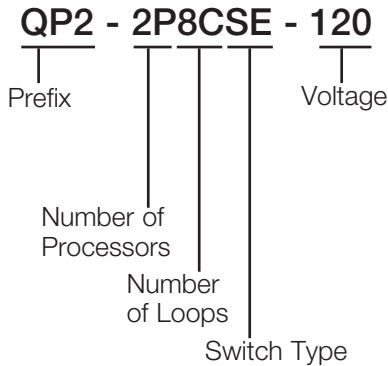 QP2 - 2P8CSE - 120
Prefix
Voltage
Number of
Processors
Number
of Loops
Switch Type